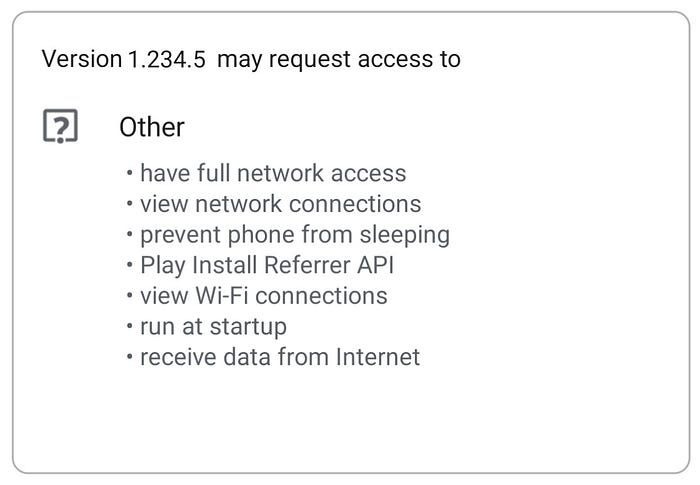 Version 1.234.5 may request access to
Other
• have full network access
• view network connections
• prevent phone from sleeping
• Play Install Referrer API
• view Wi-Fi connections
• run at startup
• receive data from Internet